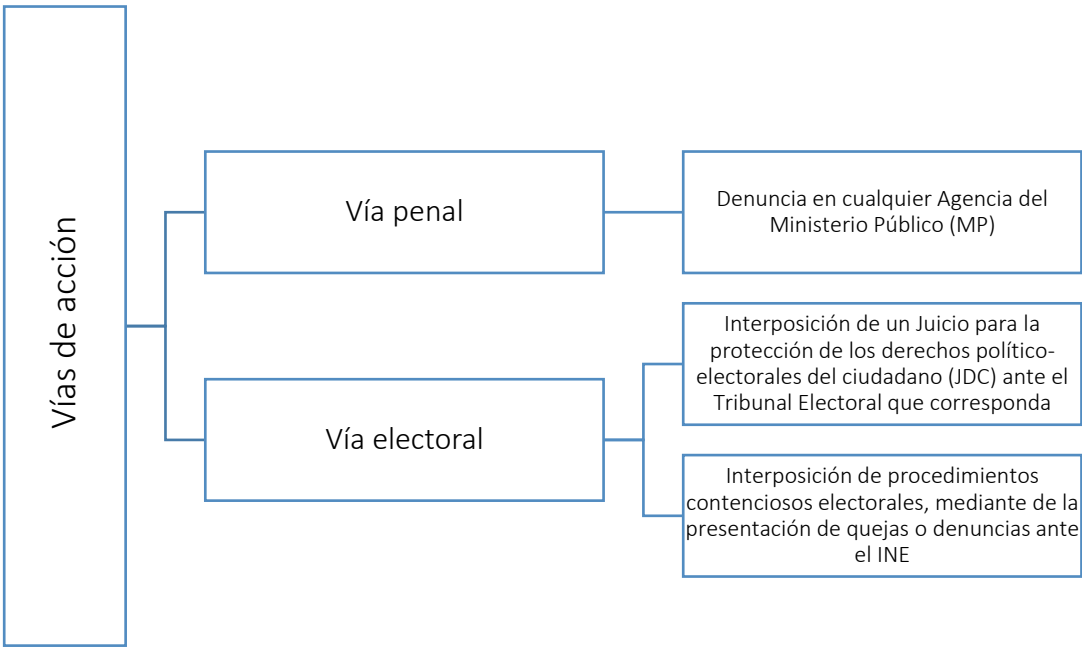 Vías de acción
Vía penal
Denuncia en cualquier Agencia del
Ministerio Público (MP)
Vía electoral
Interposición de un Juicio para la
protección de los derechos político-
electorales del ciudadano (JDC) ante el
Tribunal Electoral que corresponda
Interposición de procedimientos
contenciosos electorales, mediante de la
presentación de quejas o denuncias ante
el INE